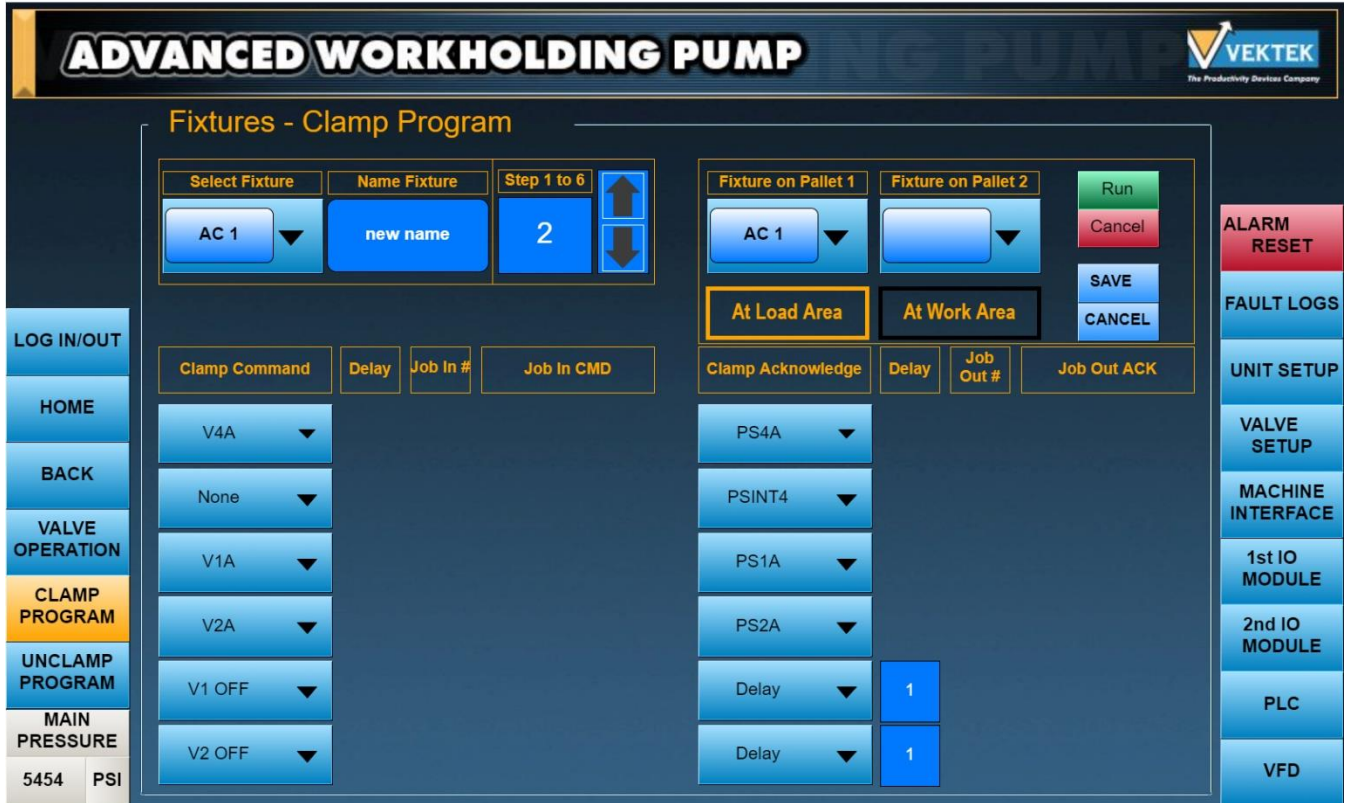 ADVANCED WORKHOLDING PUMP
VEKTEK
The Productivity Devices Company
Fixtures - Clamp Program
Select Fixture
Name Fixture
Step 1 to 6
AC 1
new name
2
Fixture on Pallet 1
Fixture on Pallet 2
AC 1
Run
Cancel
SAVE
CANCEL
At Load Area
At Work Area
Clamp Command
Delay
Job In #
Job In CMD
Clamp Acknowledge
Delay
Job
Out #
Job Out ACK
V4A
PS4A
None
PSINT4
V1A
PS1A
V2A
PS2A
V1 OFF
Delay
1
V2 OFF
Delay
1
LOG IN/OUT
HOME
BACK
VALVE
OPERATION
CLAMP
PROGRAM
UNCLAMP
PROGRAM
MAIN
PRESSURE
5454 PSI
ALARM
RESET
FAULT LOGS
UNIT SETUP
VALVE
SETUP
MACHINE
INTERFACE
1st IO
MODULE
2nd IO
MODULE
PLC
VFD